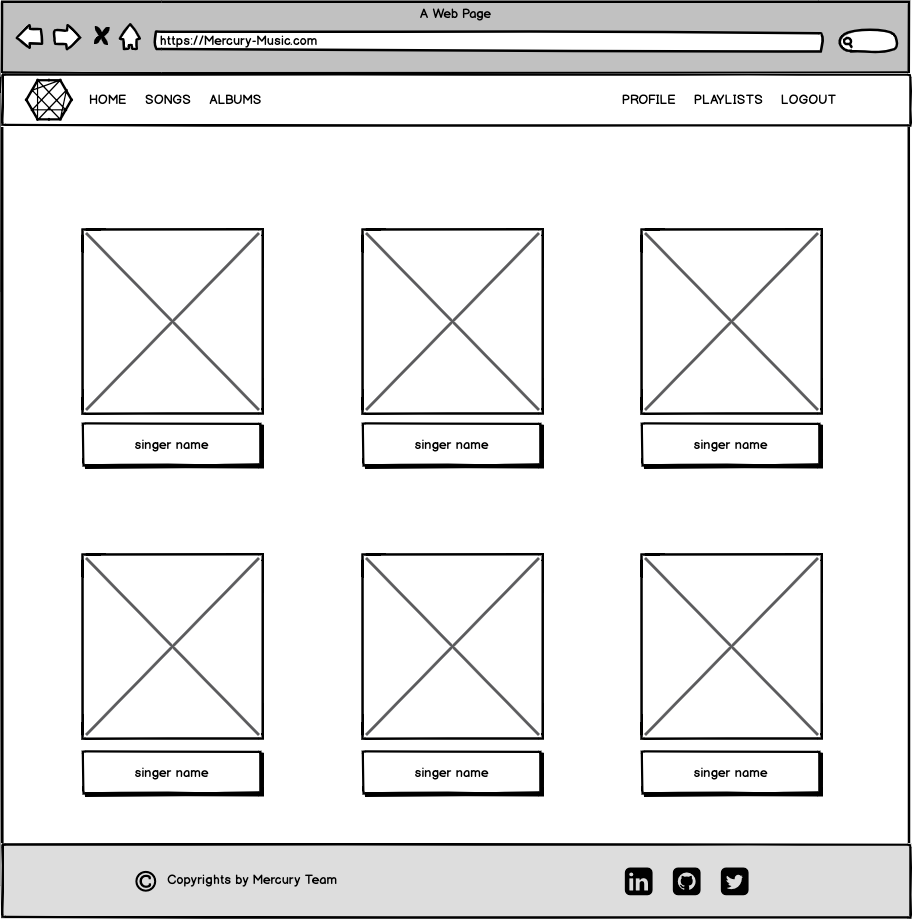 A Web Page
https://Mercury-Music.com
HOME SONGS ALBUMS PROFILE PLAYLISTS LOGOUT
singer name singer name singer name
singer name singer name singer name
© Copyrights by Mercury Team in